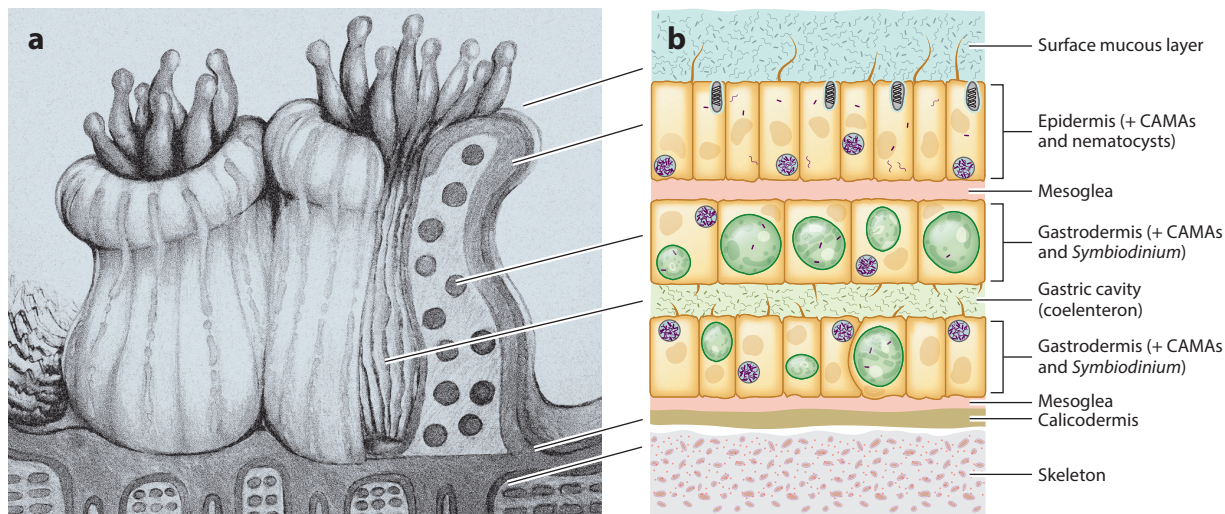 a
b
Surface mucous layer
Epidermis (+ CAMAs
and nematocysts)
Mesoglea
Gastrodermis (+ CAMAs
and Symbiodinium)
Gastric cavity
(coelenteron)
Gastrodermis (+ CAMAs
and Symbiodinium)
Mesoglea
Calicodermis
Skeleton